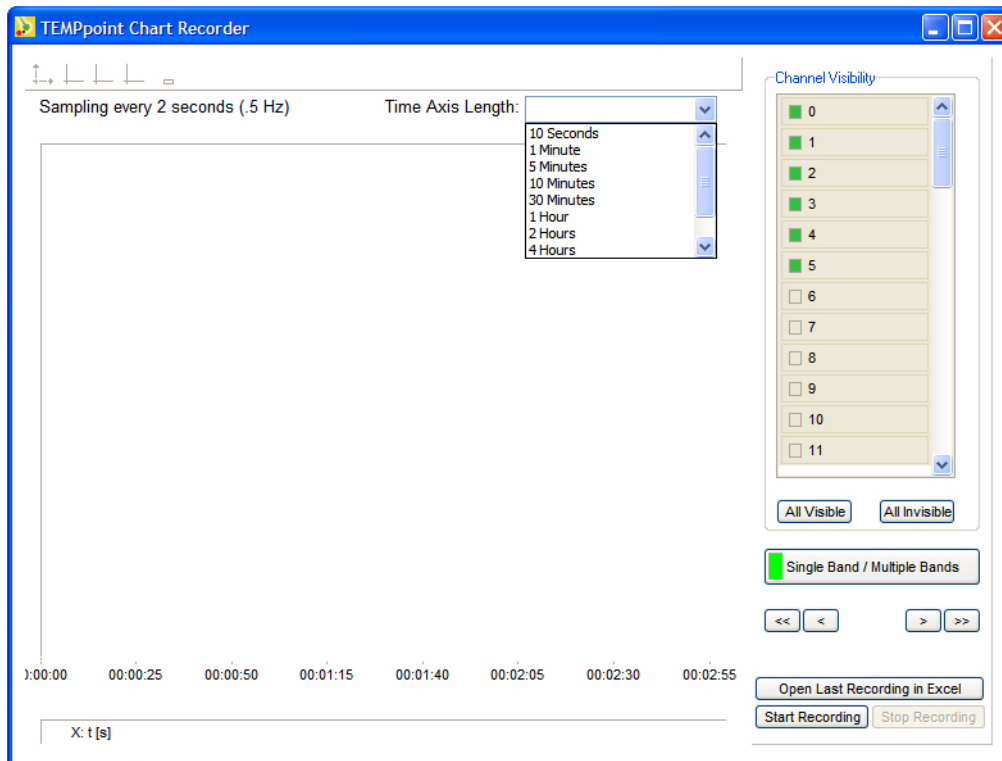 TEMPpoint Chart Recorder
Sampling every 2 seconds (.5 Hz)
Time Axis Length:
10 Seconds
1 Minute
5 Minutes
10 Minutes
30 Minutes
1 Hour
2 Hours
4 Hours
Channel Visibility
0
1
2
3
4
5
6
7
8
9
10
11
All Visible All Invisible
Single Band / Multiple Bands
<< < > >>
):00:00 00:00:25 00:00:50 00:01:15 00:01:40 00:02:05 00:02:30 00:02:55
Open Last Recording in Excel
Start Recording Stop Recording
X: t [s]